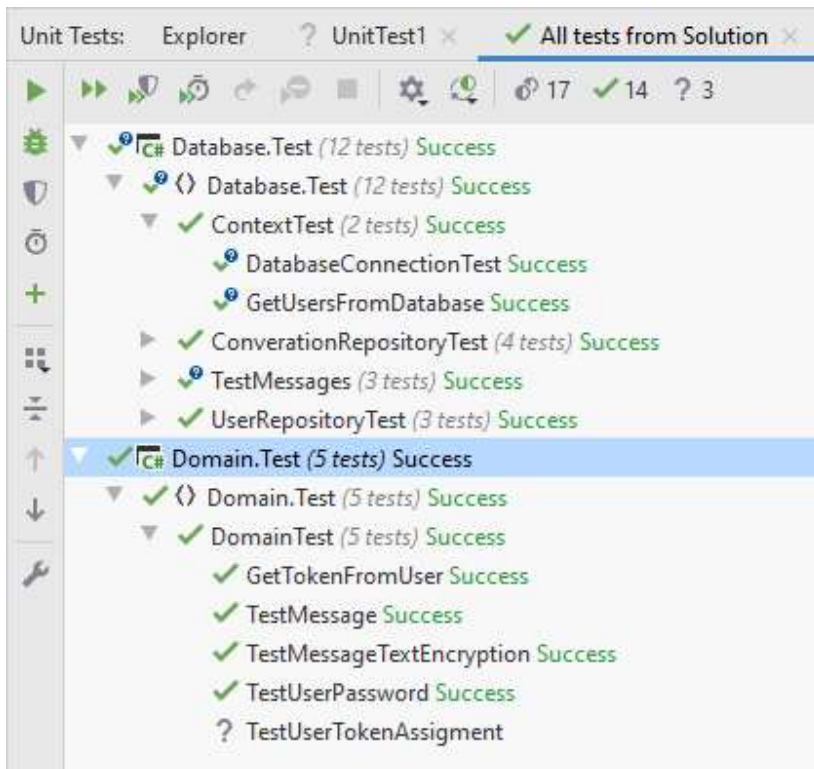 Unit Tests: Explorer ? UnitTest1 × ✓ All tests from Solution ×
17 ✓ 14 ? 3
C# Database.Test (12 tests) Success
Database.Test (12 tests) Success
ContextTest (2 tests) Success
DatabaseConnectionTest Success
GetUsersFromDatabase Success
ConverationRepositoryTest (4 tests) Success
TestMessages (3 tests) Success
UserRepositoryTest (3 tests) Success
C# Domain.Test (5 tests) Success
Domain.Test (5 tests) Success
DomainTest (5 tests) Success
GetTokenFromUser Success
TestMessage Success
TestMessageTextEncryption Success
TestUserPassword Success
? TestUserTokenAssigment